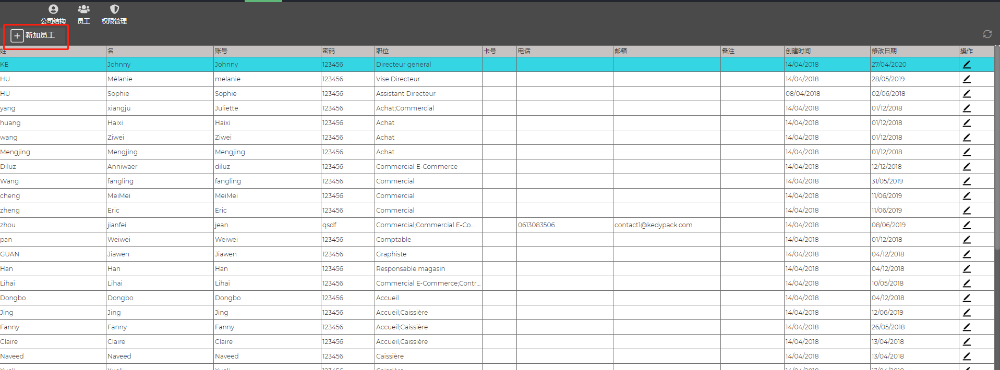 公司结构 员工 权限管理
新加员工
姓 名 账号 密码 职位 卡号 电话 邮箱 备注 创建时间 修改日期 操作
KE Johnny Johnny 123456 Directeur general 14/04/2018 27/04/2020
HU Mélanie melanie 123456 Vise Directeur 14/04/2018 28/05/2019
HU Sophie Sophie 123456 Assistant Directeur 08/04/2018 02/06/2018
yang xiangju Juliette 123456 Achat;Commercial 14/04/2018 01/12/2018
huang Haixi Haixi 123456 Achat 14/04/2018 01/12/2018
wang Ziwei Ziwei 123456 Achat 14/04/2018 01/12/2018
Mengjing Mengjing Mengjing 123456 Achat 14/04/2018 01/12/2018
Diluz Anniwaer diluz 123456 Commercial E-Commerce 14/04/2018 12/12/2018
Wang fangling fangling 123456 Commercial 14/04/2018 31/05/2019
cheng MeiMei MeiMei 123456 Commercial 14/04/2018 11/06/2019
zheng Eric Eric 123456 Commercial 14/04/2018 11/06/2019
zhou jianfei jean qsdf Commercial;Commercial E-Co... 0613083506 contact1@kedypack.com 14/04/2018 08/06/2019
pan Weiwei Weiwei 123456 Comptable 14/04/2018 01/12/2018
GUAN Jiawen Jiawen 123456 Graphiste 14/04/2018 04/12/2018
Han Han Han 123456 Responsable magasin 14/04/2018 04/12/2018
Lihai Lihai Lihai 123456 Commercial E-Commerce;Contr... 14/04/2018 10/05/2018
Dongbo Dongbo Dongbo 123456 Accueil 14/04/2018 04/12/2018
Jing Jing Jing 123456 Accueil;Caissière 14/04/2018 12/06/2019
Fanny Fanny Fanny 123456 Accueil;Caissière 14/04/2018 26/05/2018
Claire Claire Claire 123456 Accueil;Caissière 14/04/2018 13/04/2018
Naveed Naveed Naveed 123456 Caissière 14/04/2018 13/04/2018